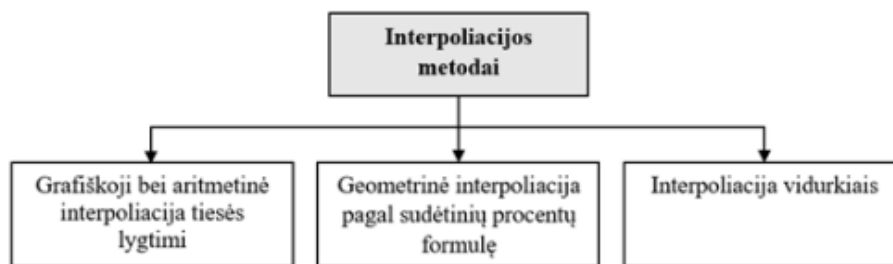 Interpoliacijos
metodai
Grafiškoji bei aritmetinė
interpoliacija tiesės
lygtimi
Geometrinė interpoliacija
pagal sudėtinių procentų
formulę
Interpoliacija vidurkiais